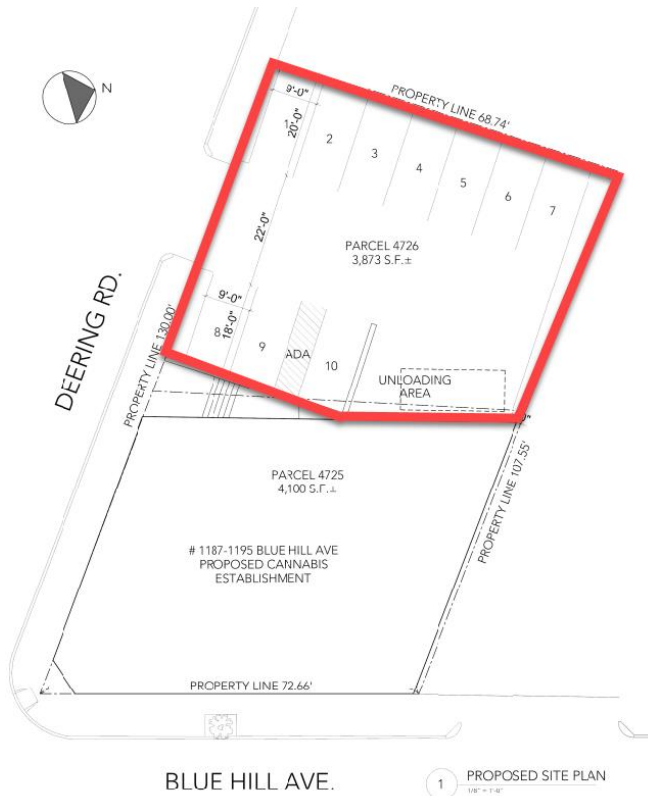 N
PROPERTY LINE 68.74'
9'-0"
20'-0"
1
2
3
4
5
6
7
22'-0"
PARCEL 4726
3,873 S.F.±
DEERING RD.
PROPERTY LINE 130.00'
9'-0"
18'-0"
8
9
ADA
10
UNLOADING
AREA
PARCEL 4725
4,100 S.F.±
PROPERTY LINE 107.55'
# 1187-1195 BLUE HILL AVE
PROPOSED CANNABIS
ESTABLISHMENT
PROPERTY LINE 72.66'
BLUE HILL AVE.
1
PROPOSED SITE PLAN